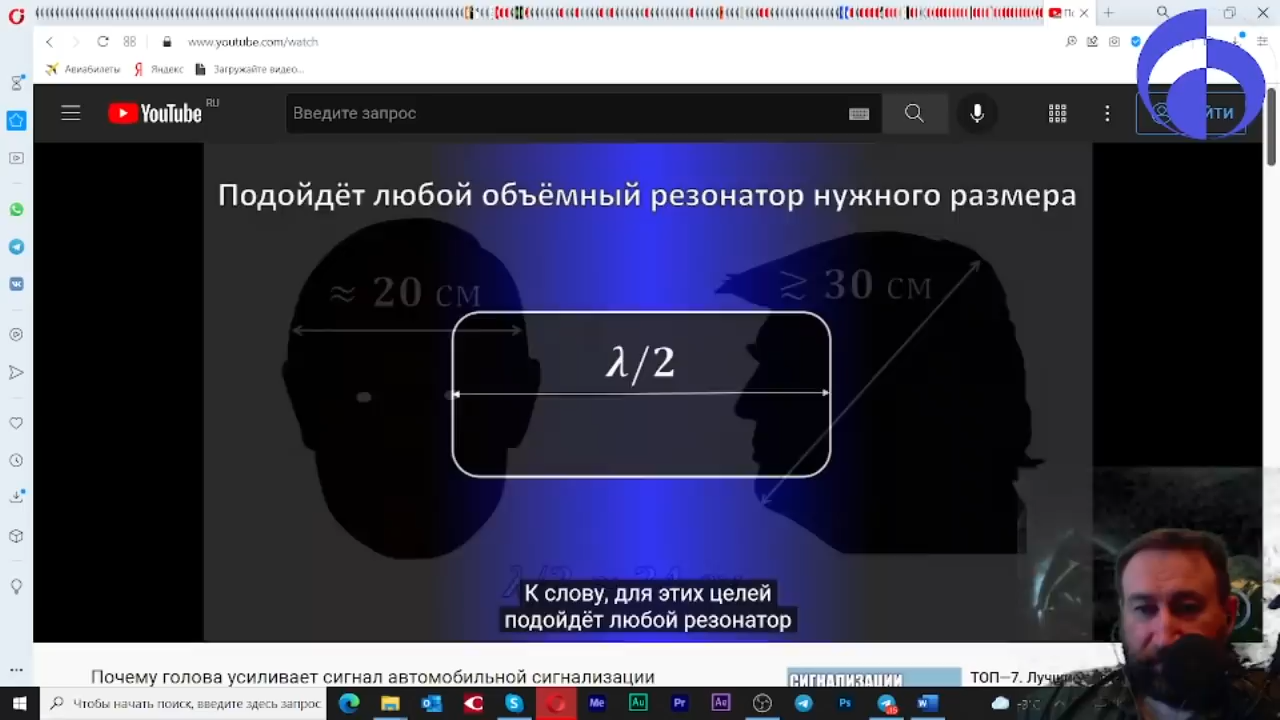 www.youtube.com/watch
Авиабилеты Яндекс Загружайте видео...
YouTube RU
Введите запрос
Подойдёт любой объёмный резонатор нужного размера
≈ 20 см
≳ 30 см
λ/2
К слову, для этих целей
подойдёт любой резонатор
Почему голова усиливает сигнал автомобильной сигнализации
СИГНАЛИЗАЦИИ
ТОП—7. Лучшие
Чтобы начать поиск, введите здесь запрос
-3°C